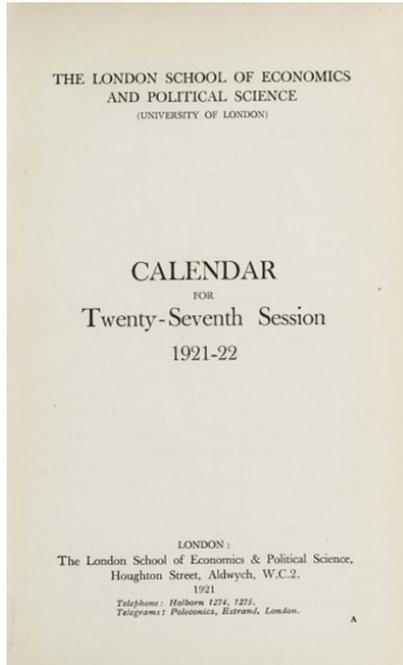 THE LONDON SCHOOL OF ECONOMICS
AND POLITICAL SCIENCE
(UNIVERSITY OF LONDON)
CALENDAR
FOR
Twenty-Seventh Session
1921-22
LONDON :
The London School of Economics & Political Science,
Houghton Street, Aldwych, W.C.2.
1921
Telephone: Holborn 1274, 1275.
Telegrams: Poleconics, Estrand, London.
A